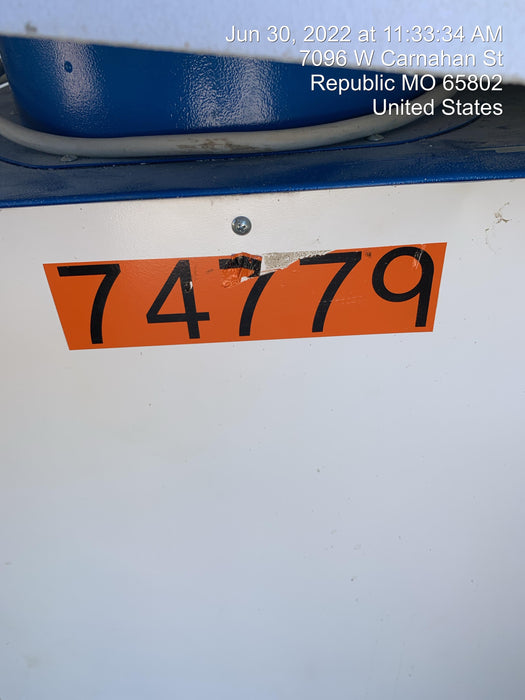 Jun 30, 2022 at 11:33:34 AM
7096 W Carnahan St
Republic MO 65802
United States
74779